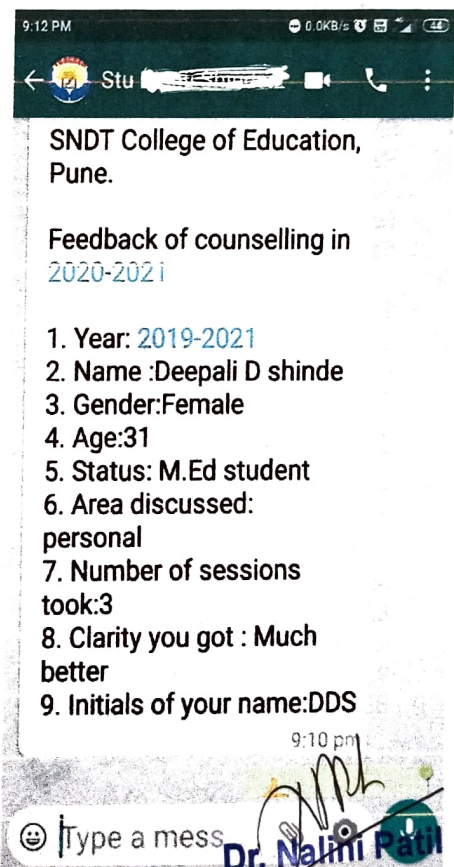 9:12 PM
0.0KB/s
44
Stu
SNDT College of Education,
Pune.
Feedback of counselling in
2020-2021
1. Year: 2019-2021
2. Name :Deepali D shinde
3. Gender:Female
4. Age:31
5. Status: M.Ed student
6. Area discussed:
personal
7. Number of sessions
took:3
8. Clarity you got : Much
better
9. Initials of your name:DDS
9:10 pm
Type a mess
Dr. Nalini Patil